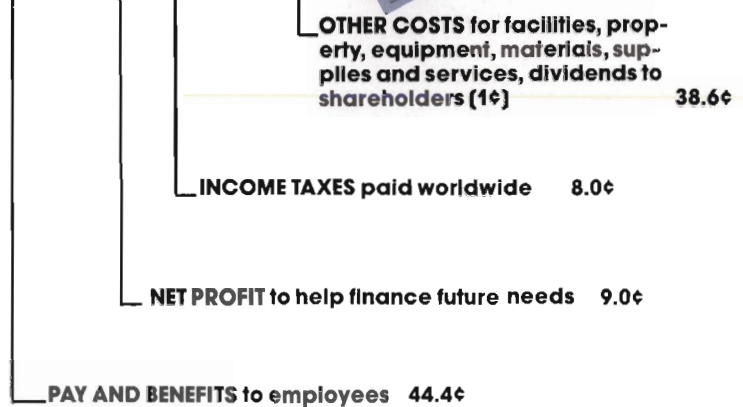 OTHER COSTS for facilities, prop-
erty, equipment, materials, sup-
plies and services, dividends to
shareholders (1¢) 38.6¢
INCOME TAXES paid worldwide 8.0¢
NET PROFIT to help finance future needs 9.0¢
PAY AND BENEFITS to employees 44.4¢